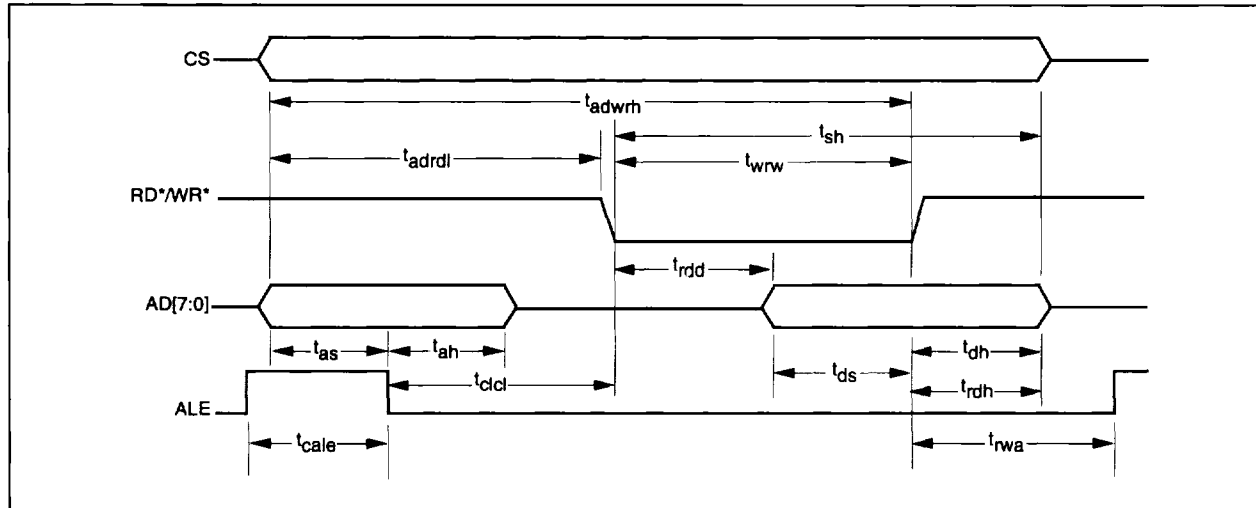 CS
tadwrh
tsh
tadrdl
twrw
RD*/WR*
trdd
AD[7:0]
tas
tah
tdh
tclcl
tds
trdh
ALE
tcale
trwa